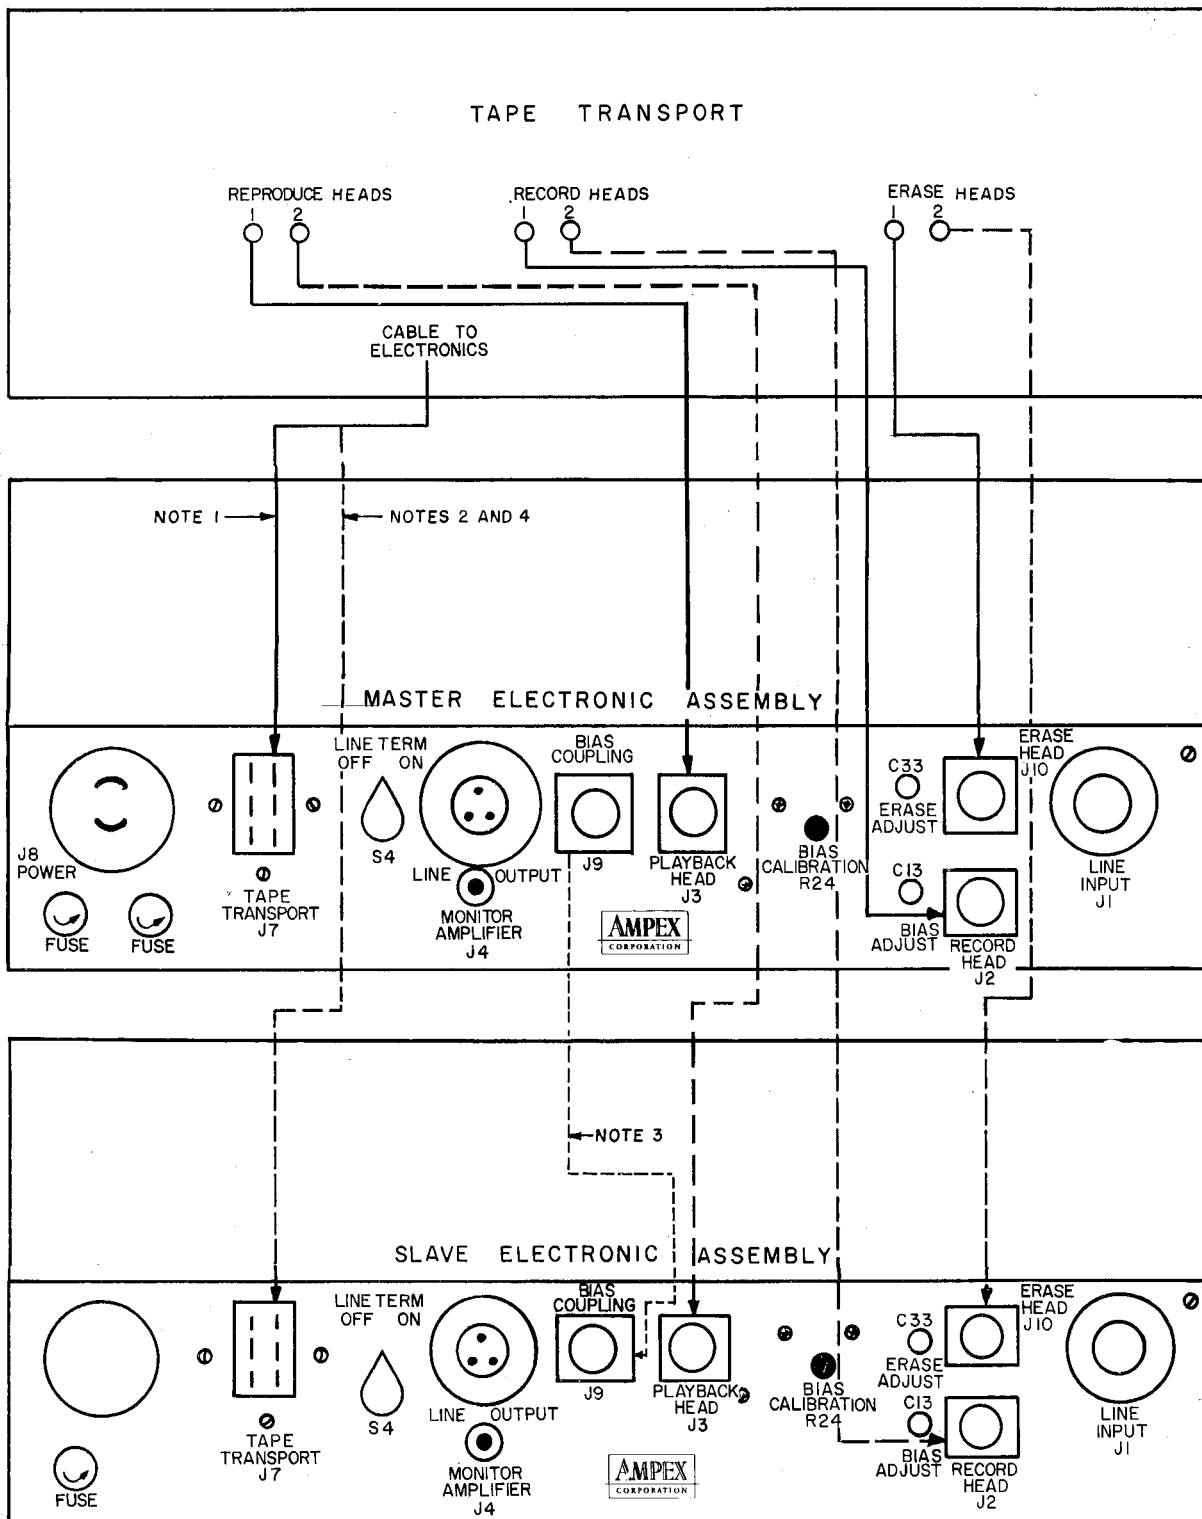 TAPE TRANSPORT
REPRODUCE HEADS
1 2
RECORD HEADS
1 2
ERASE HEADS
1 2
CABLE TO
ELECTRONICS
NOTE 1
NOTES 2 AND 4
MASTER ELECTRONIC ASSEMBLY
J8
POWER
FUSE
FUSE
TAPE
TRANSPORT
J7
LINE TERM
OFF ON
S4
LINE OUTPUT
MONITOR
AMPLIFIER
J4
BIAS
COUPLING
J9
PLAYBACK
HEAD
J3
AMPEX
CORPORATION
BIAS
CALIBRATION
R24
C33
ERASE
ADJUST
ERASE
HEAD
J10
C13
BIAS
ADJUST
RECORD
HEAD
J2
LINE
INPUT
J1
NOTE 3
SLAVE ELECTRONIC ASSEMBLY
FUSE
TAPE
TRANSPORT
J7
LINE TERM
OFF ON
S4
LINE OUTPUT
MONITOR
AMPLIFIER
J4
BIAS
COUPLING
J9
PLAYBACK
HEAD
J3
AMPEX
CORPORATION
BIAS
CALIBRATION
R24
C33
ERASE
ADJUST
ERASE
HEAD
J10
C13
BIAS
ADJUST
RECORD
HEAD
J2
LINE
INPUT
J1